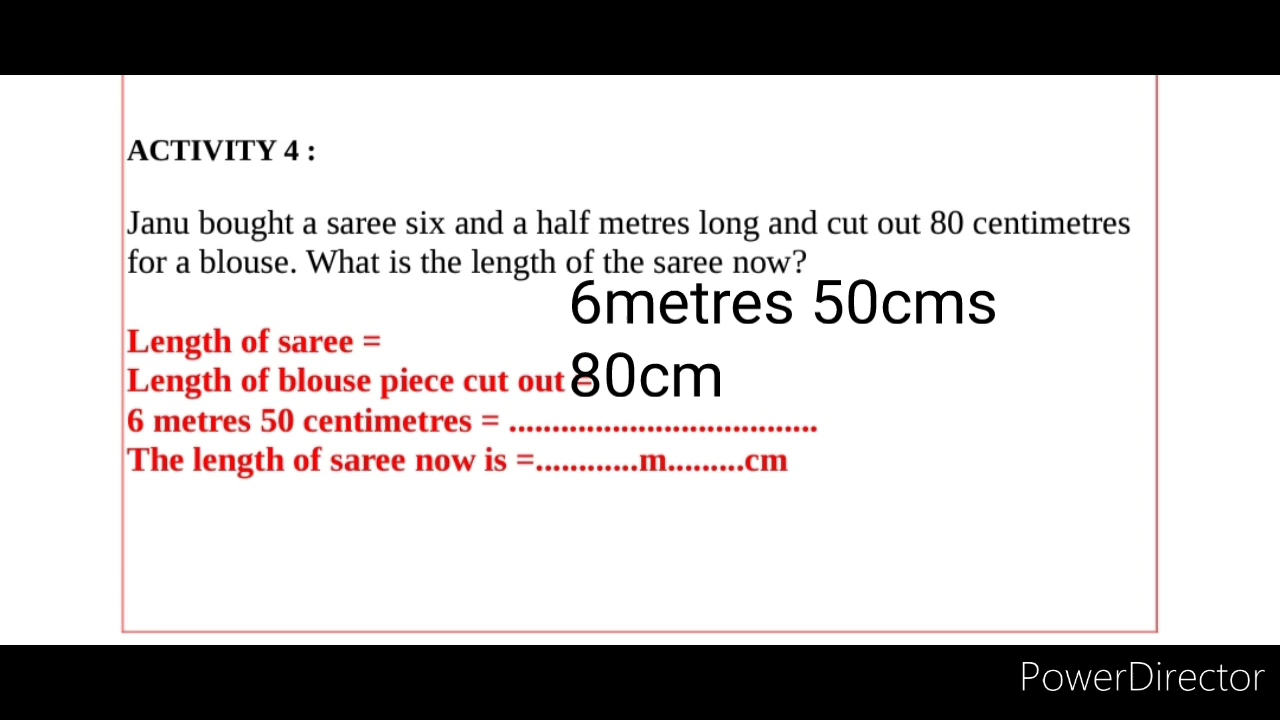 ACTIVITY 4 :
Janu bought a saree six and a half metres long and cut out 80 centimetres
for a blouse. What is the length of the saree now?
6metres 50cms
Length of saree =
Length of blouse piece cut out = 80cm
6 metres 50 centimetres = ....................................
The length of saree now is =............m.........cm
PowerDirector